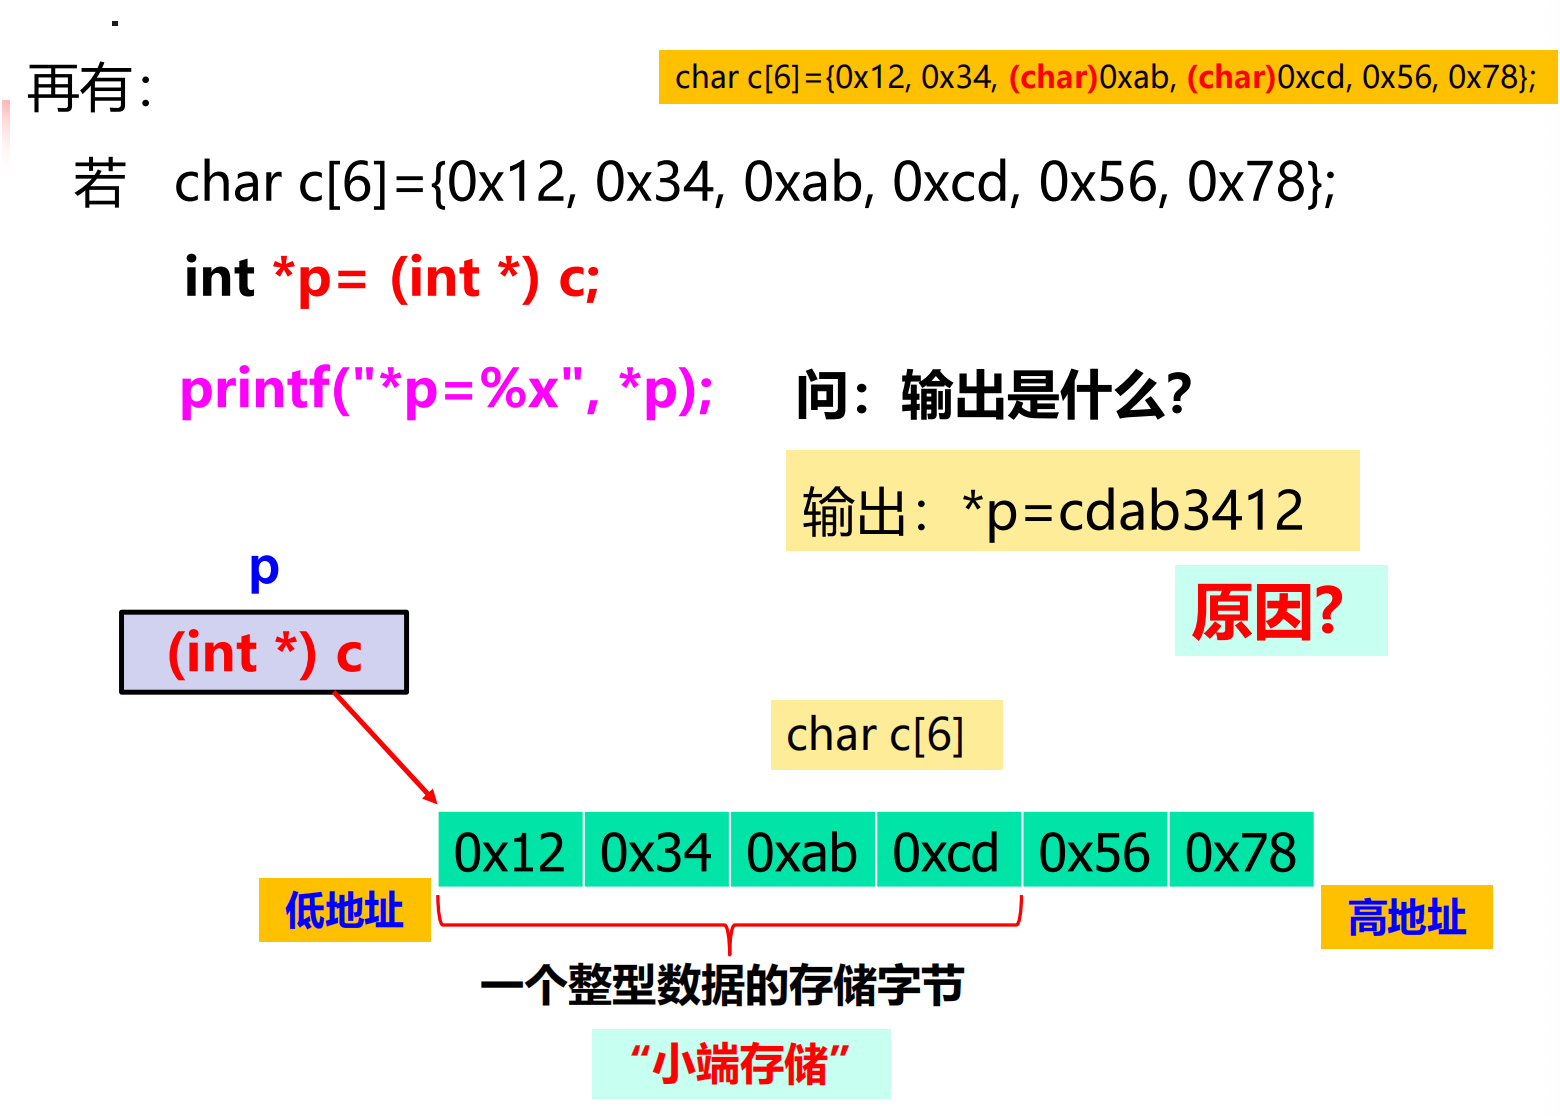 再有:
char c[6]={0x12, 0x34, (char)0xab, (char)0xcd, 0x56, 0x78};
若 char c[6]={0x12, 0x34, 0xab, 0xcd, 0x56, 0x78};
int *p= (int *) c;
printf("*p=%x", *p); 问：输出是什么?
输出：*p=cdab3412
原因?
p
(int *) c
char c[6]
0x12 0x34 0xab 0xcd 0x56 0x78
低地址
高地址
一个整型数据的存储字节
“小端存储”